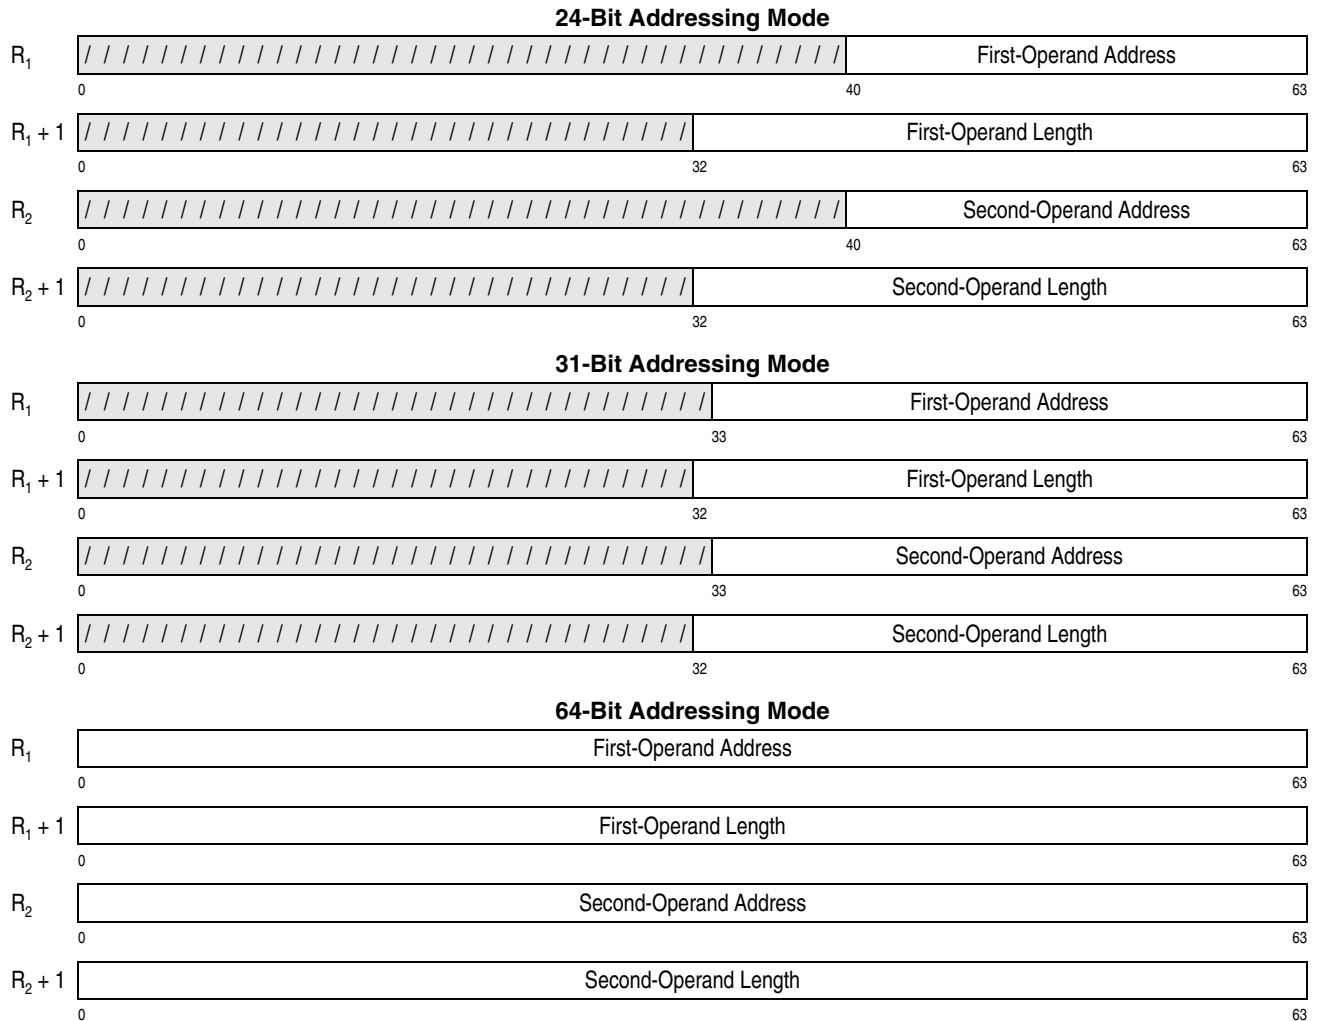 24-Bit Addressing Mode
R1 / / / / / / / / / / / / / / / / / / / / / / / / / / / / / / / / / / / / / / / / First-Operand Address
0 40 63
R1 + 1 / / / / / / / / / / / / / / / / / / / / / / / / / / / / / / / / First-Operand Length
0 32 63
R2 / / / / / / / / / / / / / / / / / / / / / / / / / / / / / / / / / / / / / / / / Second-Operand Address
0 40 63
R2 + 1 / / / / / / / / / / / / / / / / / / / / / / / / / / / / / / / / Second-Operand Length
0 32 63
31-Bit Addressing Mode
R1 / / / / / / / / / / / / / / / / / / / / / / / / / / / / / / / / / First-Operand Address
0 33 63
R1 + 1 / / / / / / / / / / / / / / / / / / / / / / / / / / / / / / / / First-Operand Length
0 32 63
R2 / / / / / / / / / / / / / / / / / / / / / / / / / / / / / / / / / Second-Operand Address
0 33 63
R2 + 1 / / / / / / / / / / / / / / / / / / / / / / / / / / / / / / / / Second-Operand Length
0 32 63
64-Bit Addressing Mode
R1 First-Operand Address
0 63
R1 + 1 First-Operand Length
0 63
R2 Second-Operand Address
0 63
R2 + 1 Second-Operand Length
0 63